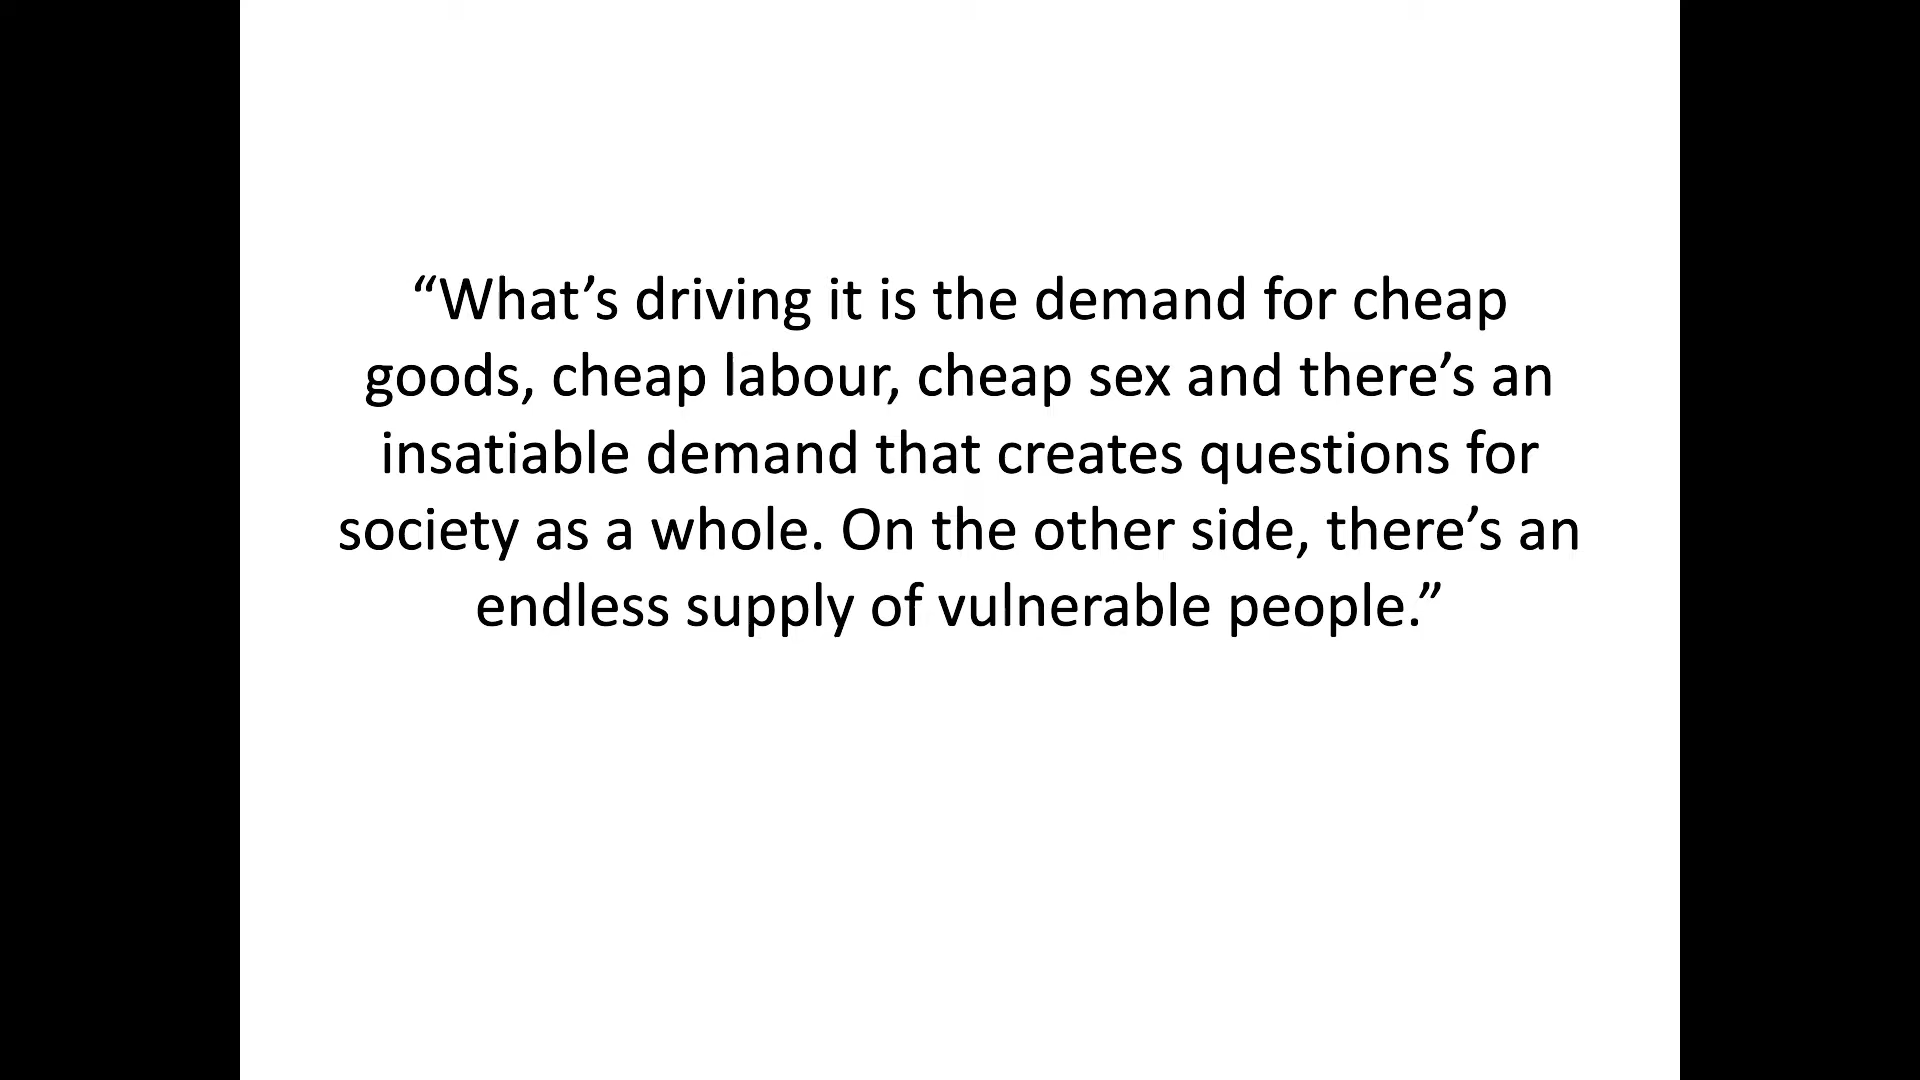 “What’s driving it is the demand for cheap
goods, cheap labour, cheap sex and there’s an
insatiable demand that creates questions for
society as a whole. On the other side, there’s an
endless supply of vulnerable people.”